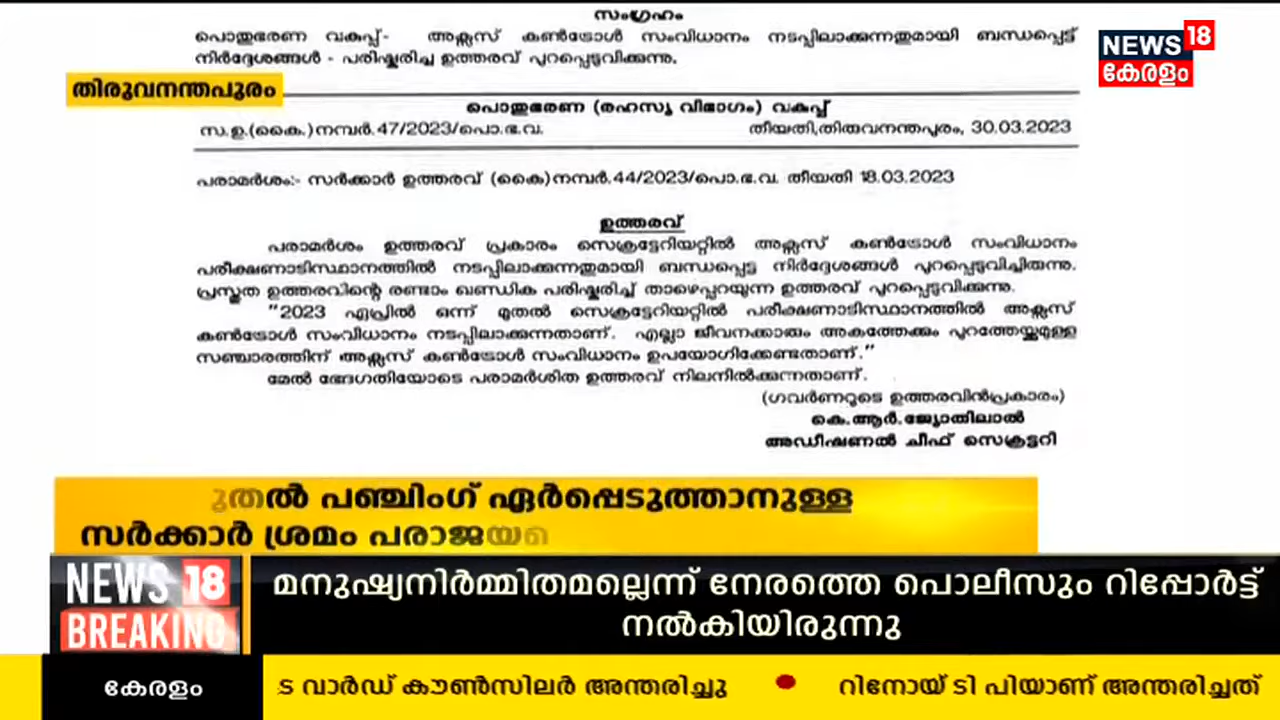 സംഗ്രഹം
പൊതുഭരണ വകുപ്പ്- അക്സസ് കൺട്രോൾ സംവിധാനം നടപ്പിലാക്കുന്നതുമായി ബന്ധപ്പെട്ട്
നിർദ്ദേശങ്ങൾ - പരിഷ്കരിച്ച ഉത്തരവ് പുറപ്പെടുവിക്കുന്നു.
NEWS 18
കേരളം
തിരുവനന്തപുരം
പൊതുഭരണ (രഹസ്യ വിഭാഗം) വകുപ്പ്
സ.ഉ.(കൈ.)നമ്പർ.47/2023/പൊ.ഭ.വ. തീയതി,തിരുവനന്തപുരം, 30.03.2023
പരാമർശം:- സർക്കാർ ഉത്തരവ് (കൈ)നമ്പർ.44/2023/പൊ.ഭ.വ. തീയതി 18.03.2023
ഉത്തരവ്
പരാമർശം ഉത്തരവ് പ്രകാരം സെക്രട്ടേറിയറ്റിൽ അക്സസ് കൺട്രോൾ സംവിധാനം
പരീക്ഷണാടിസ്ഥാനത്തിൽ നടപ്പിലാക്കുന്നതുമായി ബന്ധപ്പെട്ട നിർദ്ദേശങ്ങൾ പുറപ്പെടുവിച്ചിരുന്നു.
പ്രസ്തുത ഉത്തരവിന്റെ രണ്ടാം ഖണ്ഡിക പരിഷ്കരിച്ച് താഴെപ്പറയുന്ന ഉത്തരവ് പുറപ്പെടുവിക്കുന്നു.
"2023 ഏപ്രിൽ ഒന്ന് മുതൽ സെക്രട്ടേറിയറ്റിൽ പരീക്ഷണാടിസ്ഥാനത്തിൽ അക്സസ്
കൺട്രോൾ സംവിധാനം നടപ്പിലാക്കുന്നതാണ്. എല്ലാ ജീവനക്കാരും അകത്തേക്കും പുറത്തേയ്ക്കുമുള്ള
സഞ്ചാരത്തിന് അക്സസ് കൺട്രോൾ സംവിധാനം ഉപയോഗിക്കേണ്ടതാണ്."
മേൽ ഭേദഗതിയോടെ പരാമർശിത ഉത്തരവ് നിലനിൽക്കുന്നതാണ്.
(ഗവർണറുടെ ഉത്തരവിൻപ്രകാരം)
കെ.ആർ.ജ്യോതിലാൽ
അഡീഷണൽ ചീഫ് സെക്രട്ടറി
പഞ്ചിംഗ് ഏർപ്പെടുത്താനുള്ള
സർക്കാർ ശ്രമം
NEWS 18
BREAKING
മനുഷ്യനിർമ്മിതമല്ലെന്ന് നേരത്തെ പൊലീസും റിപ്പോർട്ട്
നൽകിയിരുന്നു
കേരളം
വാർഡ് കൗൺസിലർ അന്തരിച്ചു • റിനോയ് ടി പിയാണ് അന്തരിച്ചത്